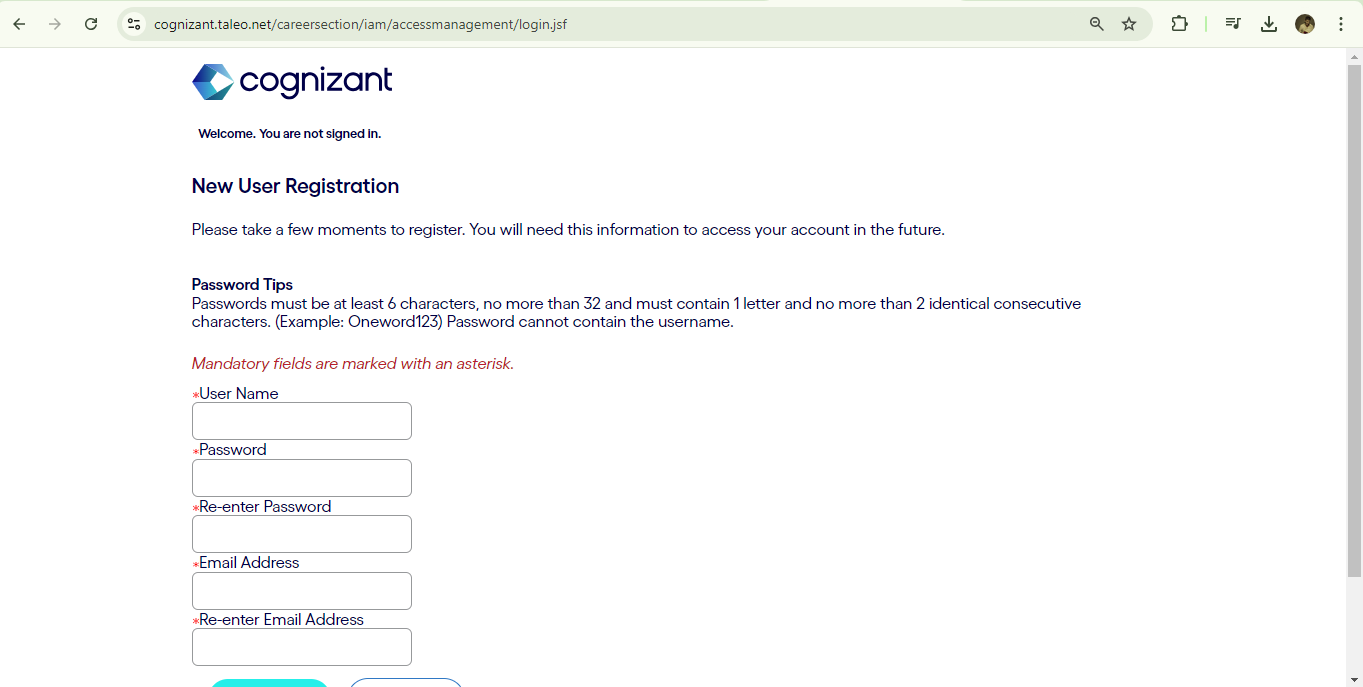 cognizant.taleo.net/careersection/iam/accessmanagement/login.jsf
cognizant
Welcome. You are not signed in.
New User Registration
Please take a few moments to register. You will need this information to access your account in the future.
Password Tips
Passwords must be at least 6 characters, no more than 32 and must contain 1 letter and no more than 2 identical consecutive
characters. (Example: Oneword123) Password cannot contain the username.
Mandatory fields are marked with an asterisk.
*User Name
*Password
*Re-enter Password
*Email Address
*Re-enter Email Address